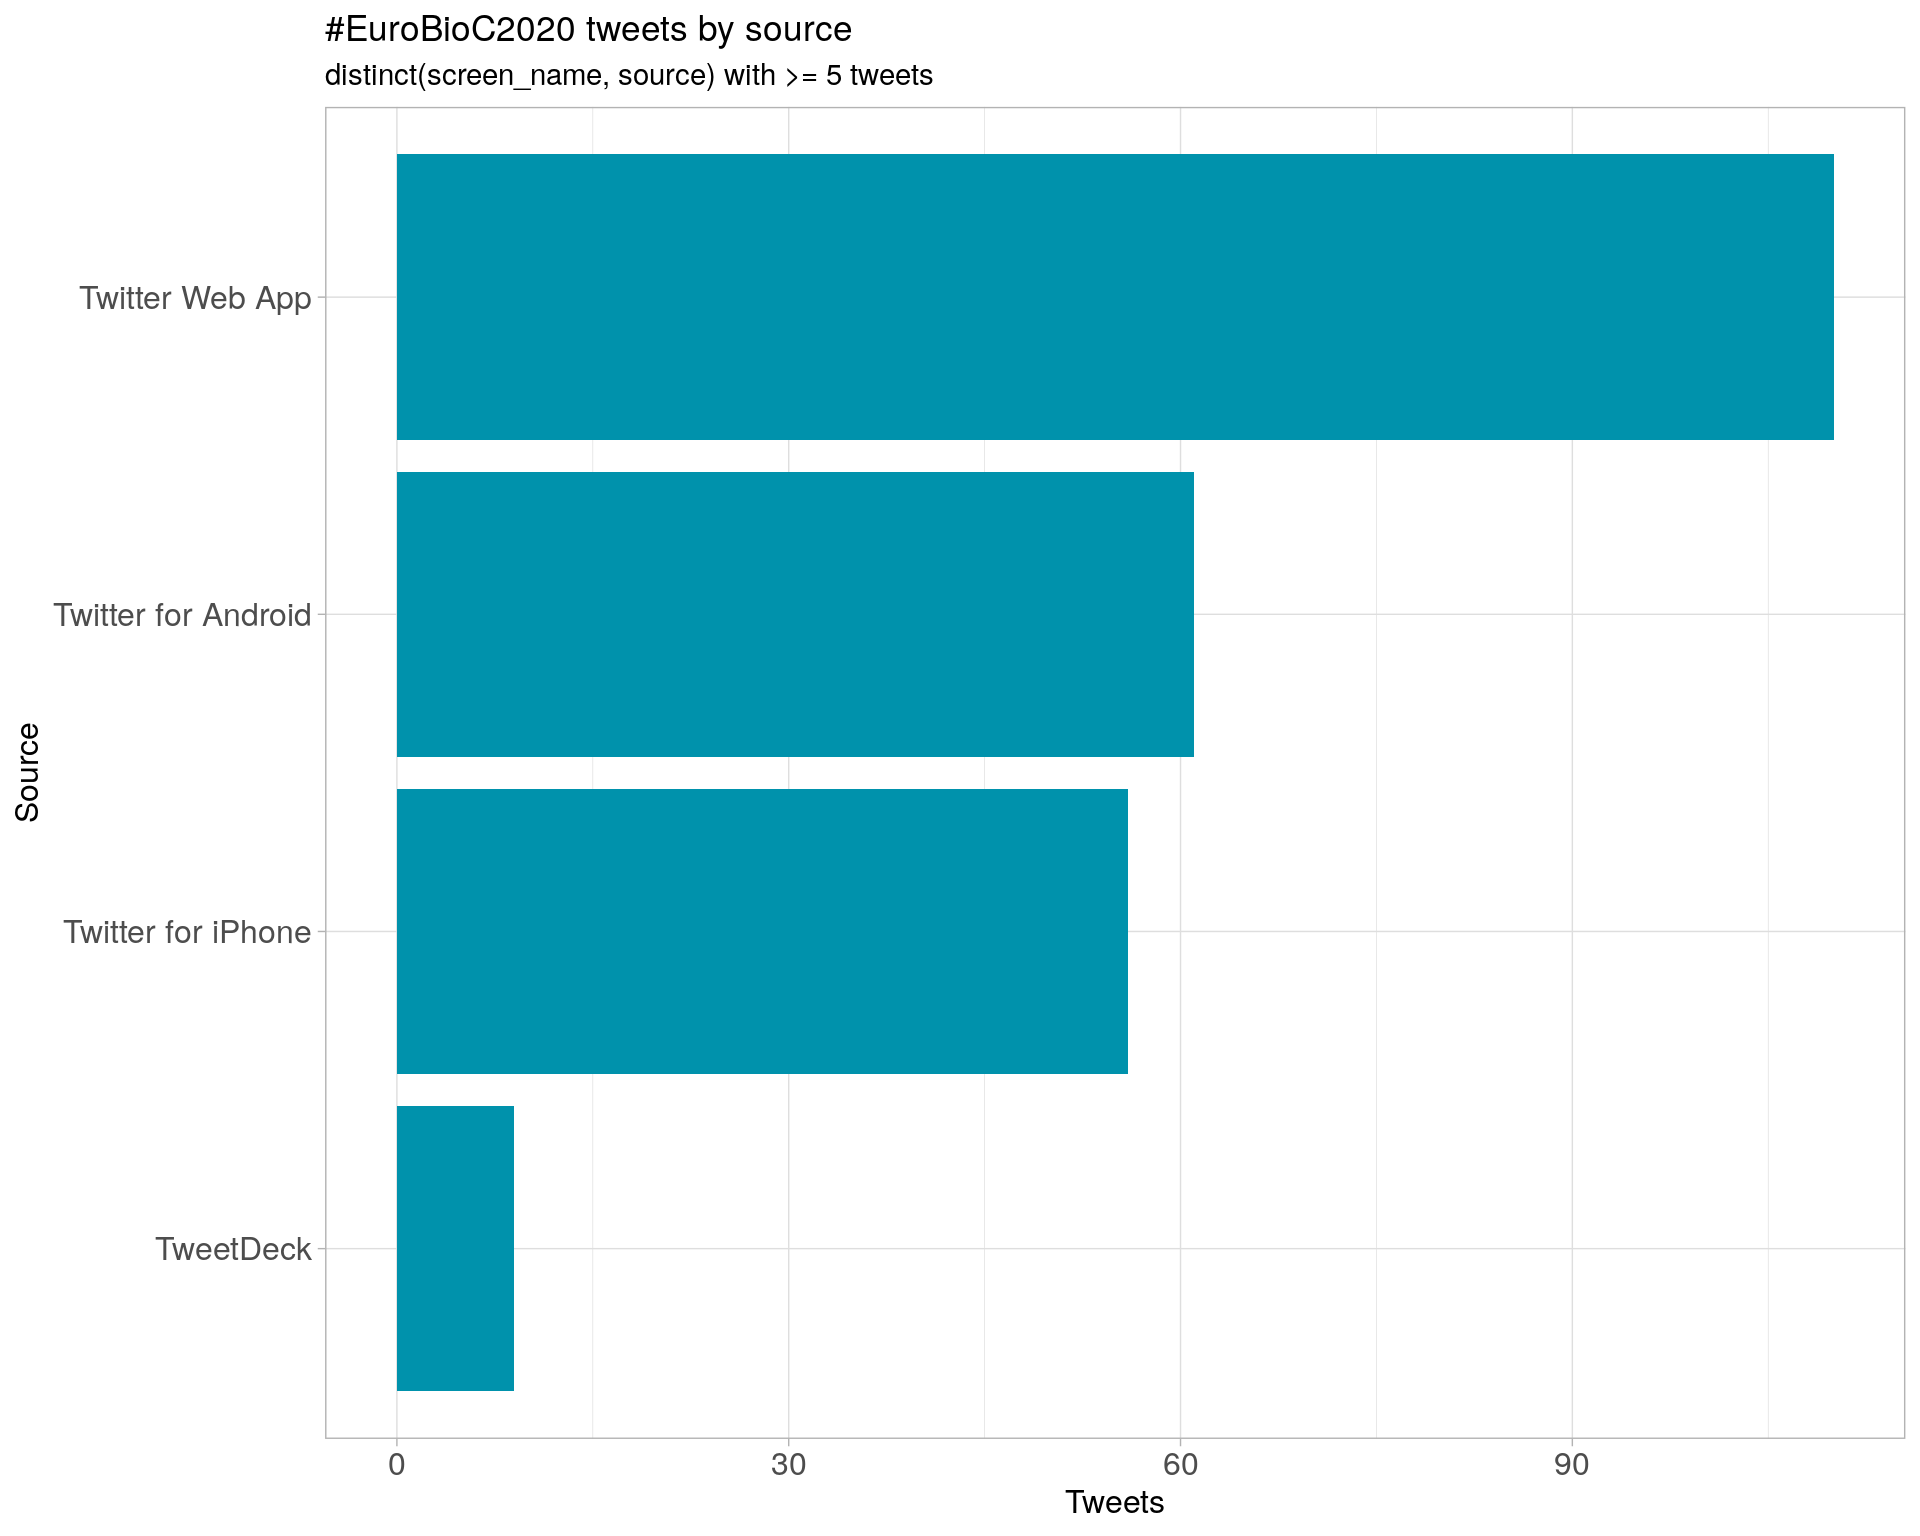 #EuroBioC2020 tweets by source
distinct(screen_name, source) with >= 5 tweets
Source
Twitter Web App
Twitter for Android
Twitter for iPhone
TweetDeck
0 30 60 90
Tweets